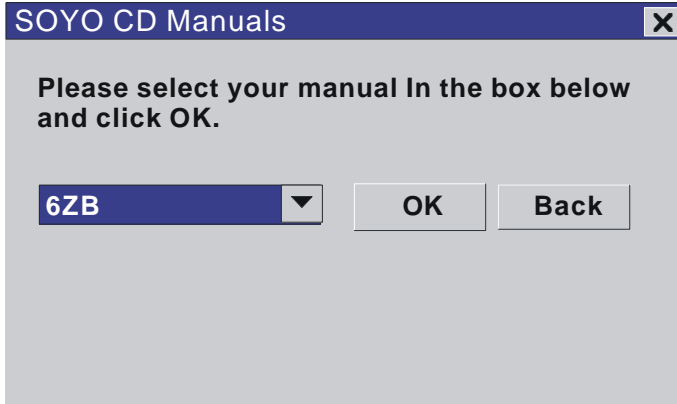 SOYO CD Manuals
Please select your manual In the box below
and click OK.
6ZB
OK
Back